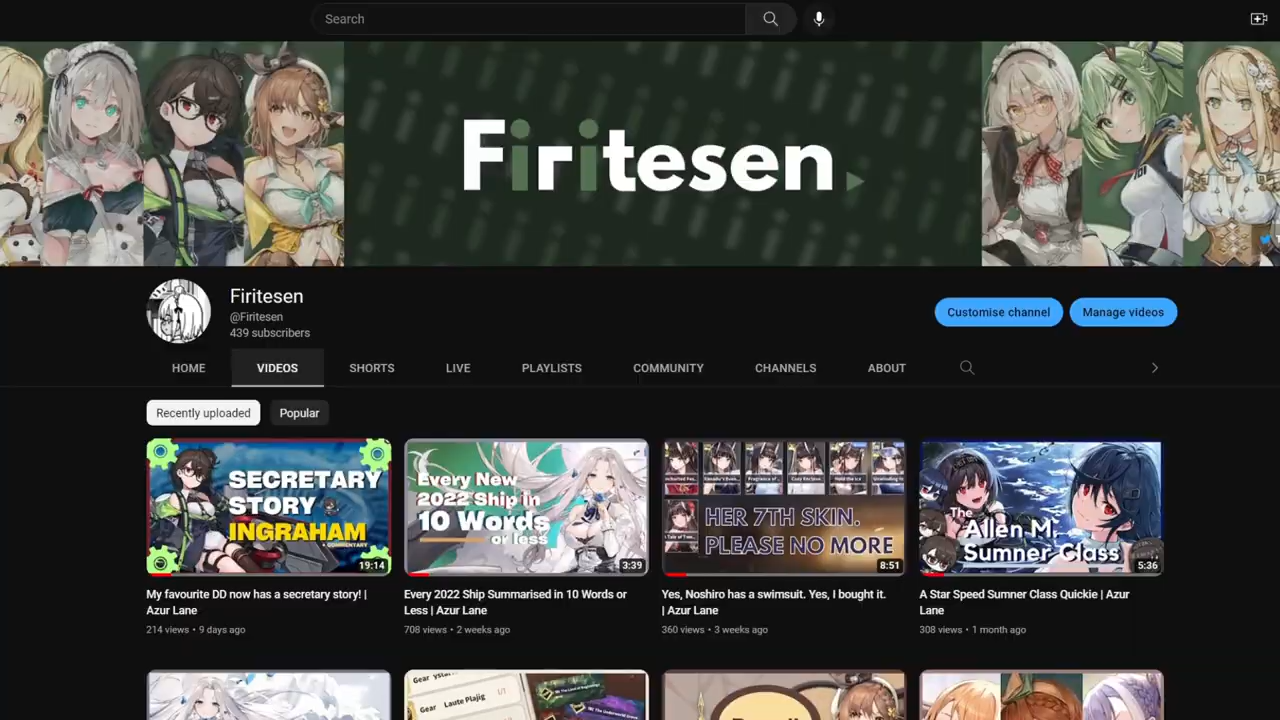 Search
Firitesen
Firitesen
@Firitesen
439 subscribers
Customise channel
Manage videos
HOME
VIDEOS
SHORTS
LIVE
PLAYLISTS
COMMUNITY
CHANNELS
ABOUT
Recently uploaded
Popular
SECRETARY
STORY
INGRAHAM
A COMMENTARY
19:14
Every New
2022 Ship in
10 Words
or less
3:39
HER 7TH SKIN.
PLEASE NO MORE
8:51
The
Allen M.
Sumner Class
5:36
My favourite DD now has a secretary story! |
Azur Lane
214 views • 9 days ago
Every 2022 Ship Summarised in 10 Words or
Less | Azur Lane
708 views • 2 weeks ago
Yes, Noshiro has a swimsuit. Yes, I bought it.
| Azur Lane
360 views • 3 weeks ago
A Star Speed Sumner Class Quickie | Azur
Lane
308 views • 1 month ago
Gear
Gear Laute Plajig